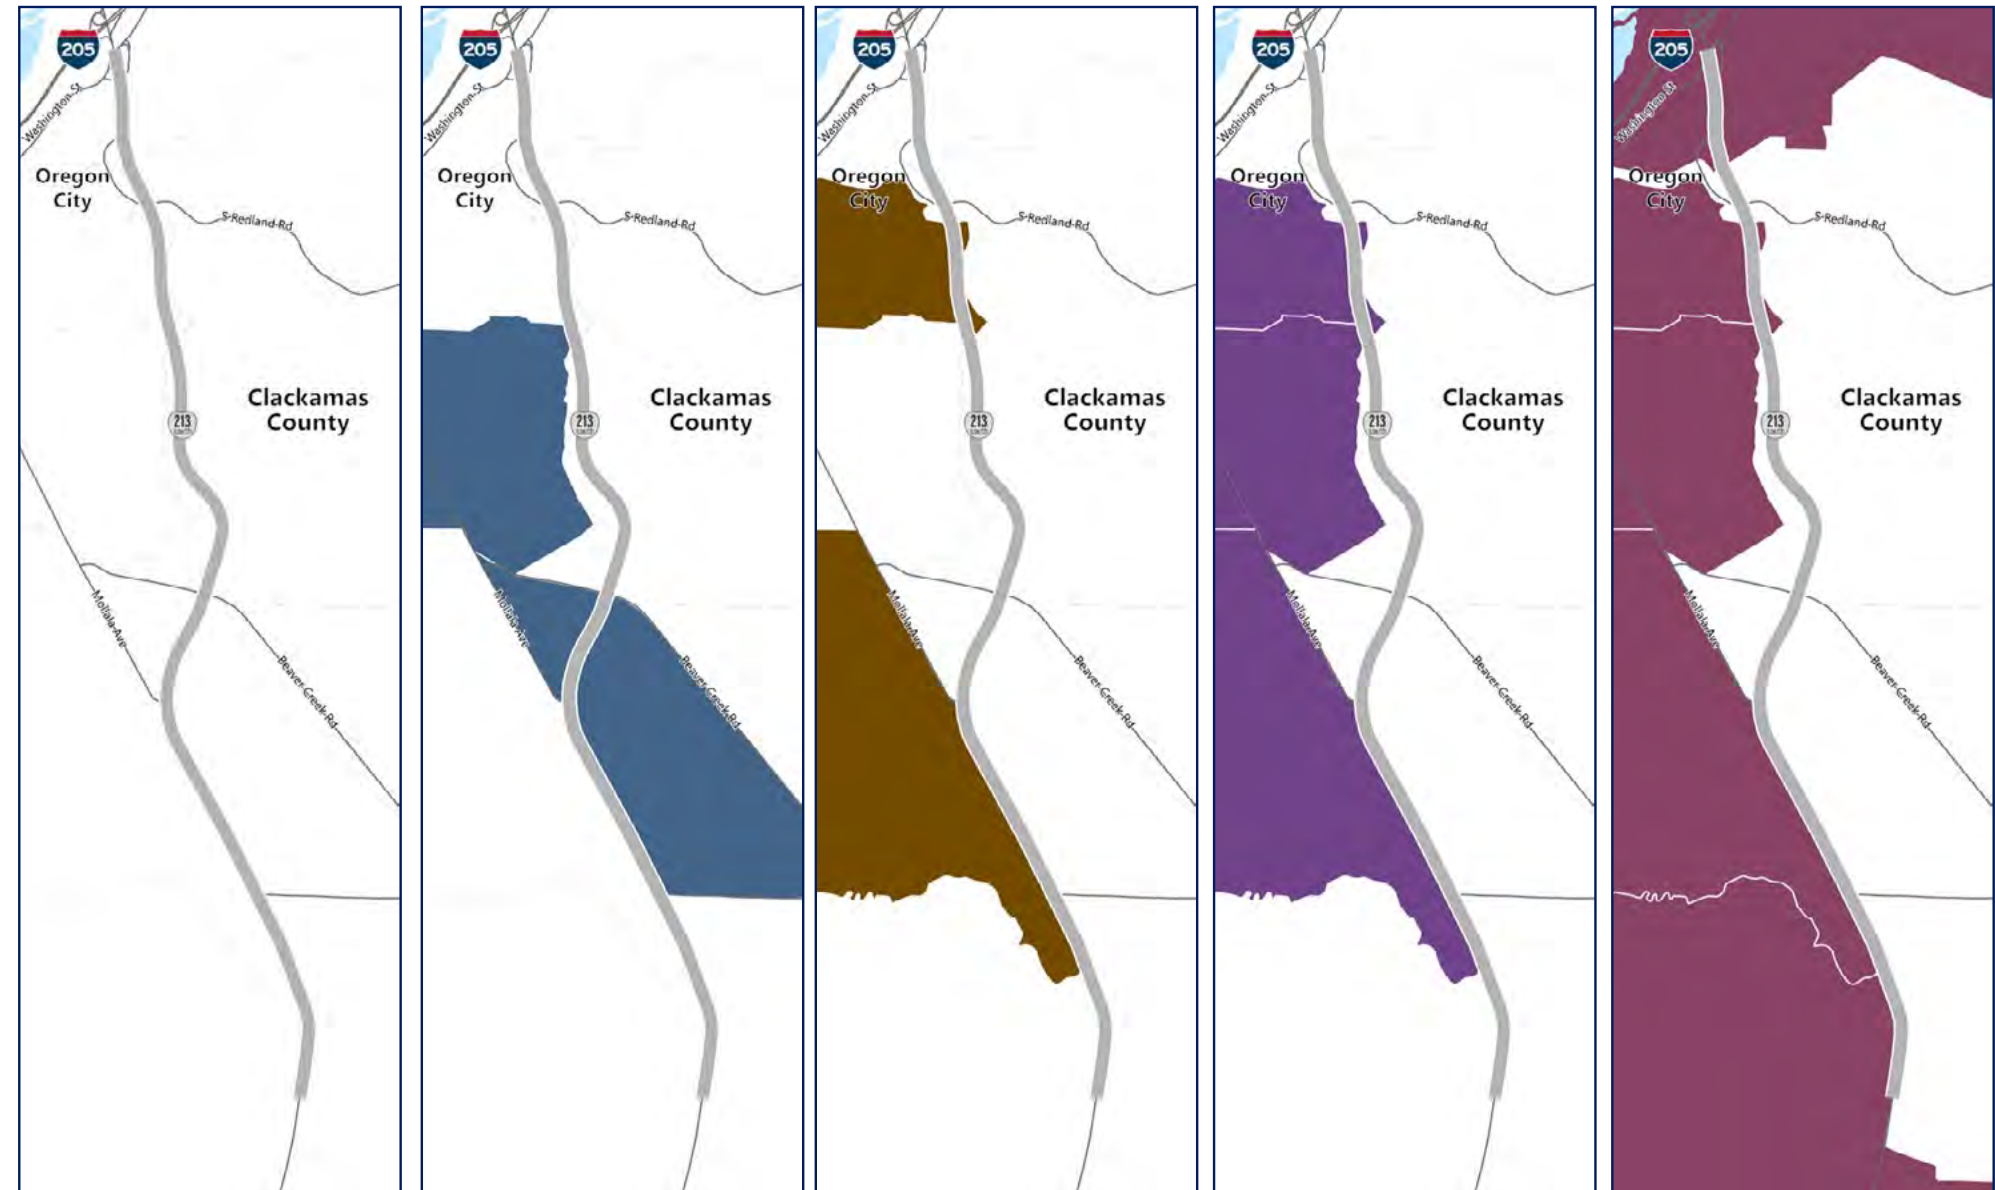 205
Washington St
Oregon
City
S Redland Rd
Clackamas
County
213
Molalla Ave
Beaver Creek Rd
205
Washington St
Oregon
City
S Redland Rd
Clackamas
County
213
Molalla Ave
Beaver Creek Rd
205
Washington St
Oregon
City
S Redland Rd
Clackamas
County
213
Molalla Ave
Beaver Creek Rd
205
Washington St
Oregon
City
S Redland Rd
Clackamas
County
213
Molalla Ave
Beaver Creek Rd
205
Washington St
Oregon
City
S Redland Rd
Clackamas
County
213
Molalla Ave
Beaver Creek Rd